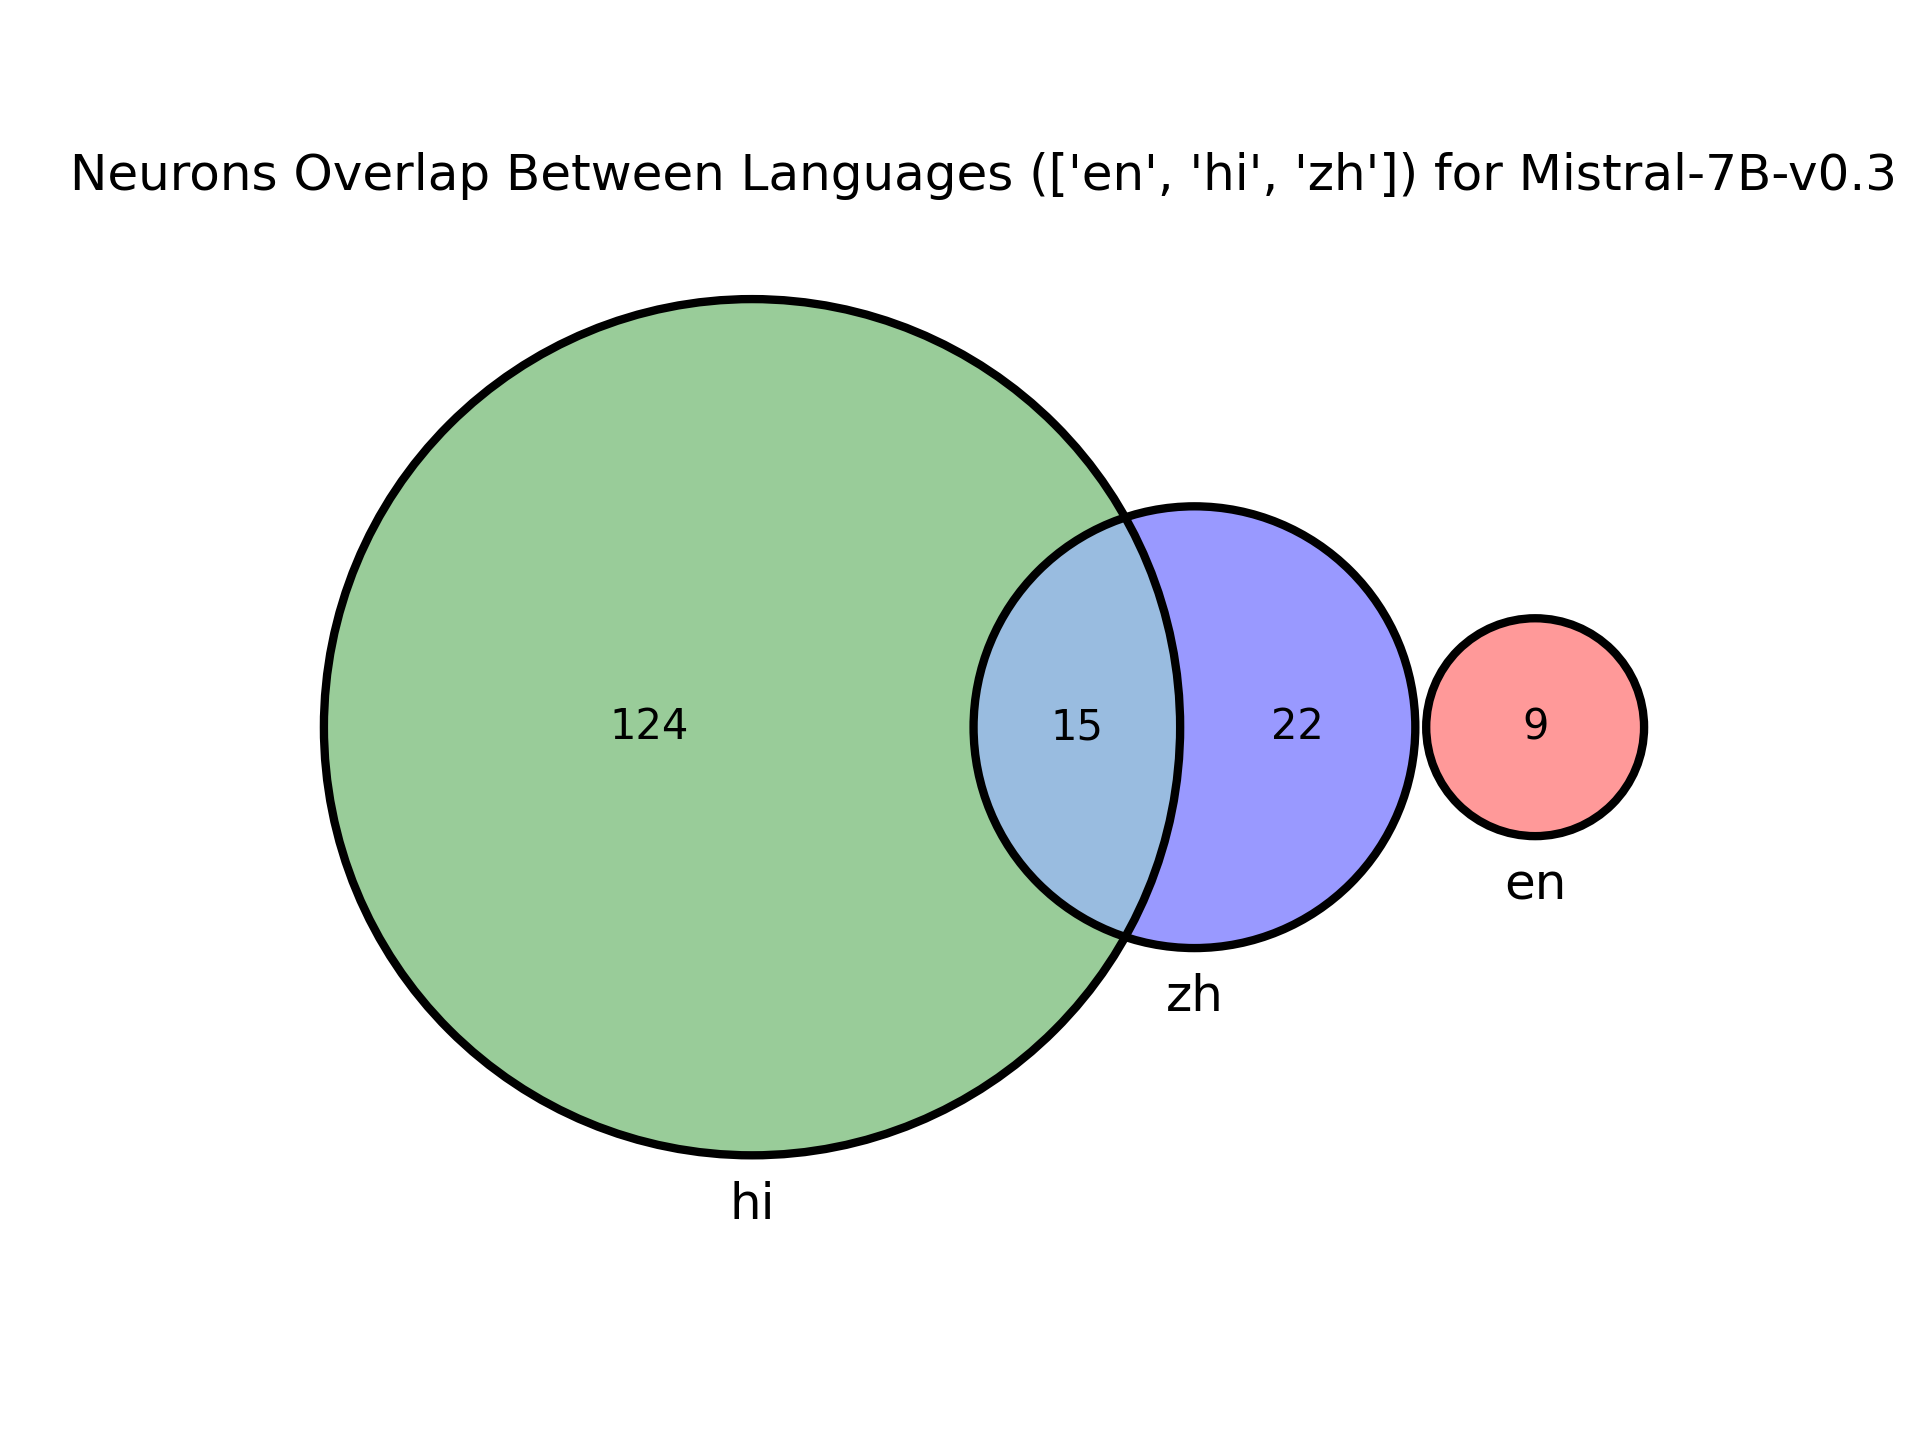 Neurons Overlap Between Languages (['en', 'hi', 'zh']) for Mistral-7B-v0.3
124
15
22
9
en
zh
hi